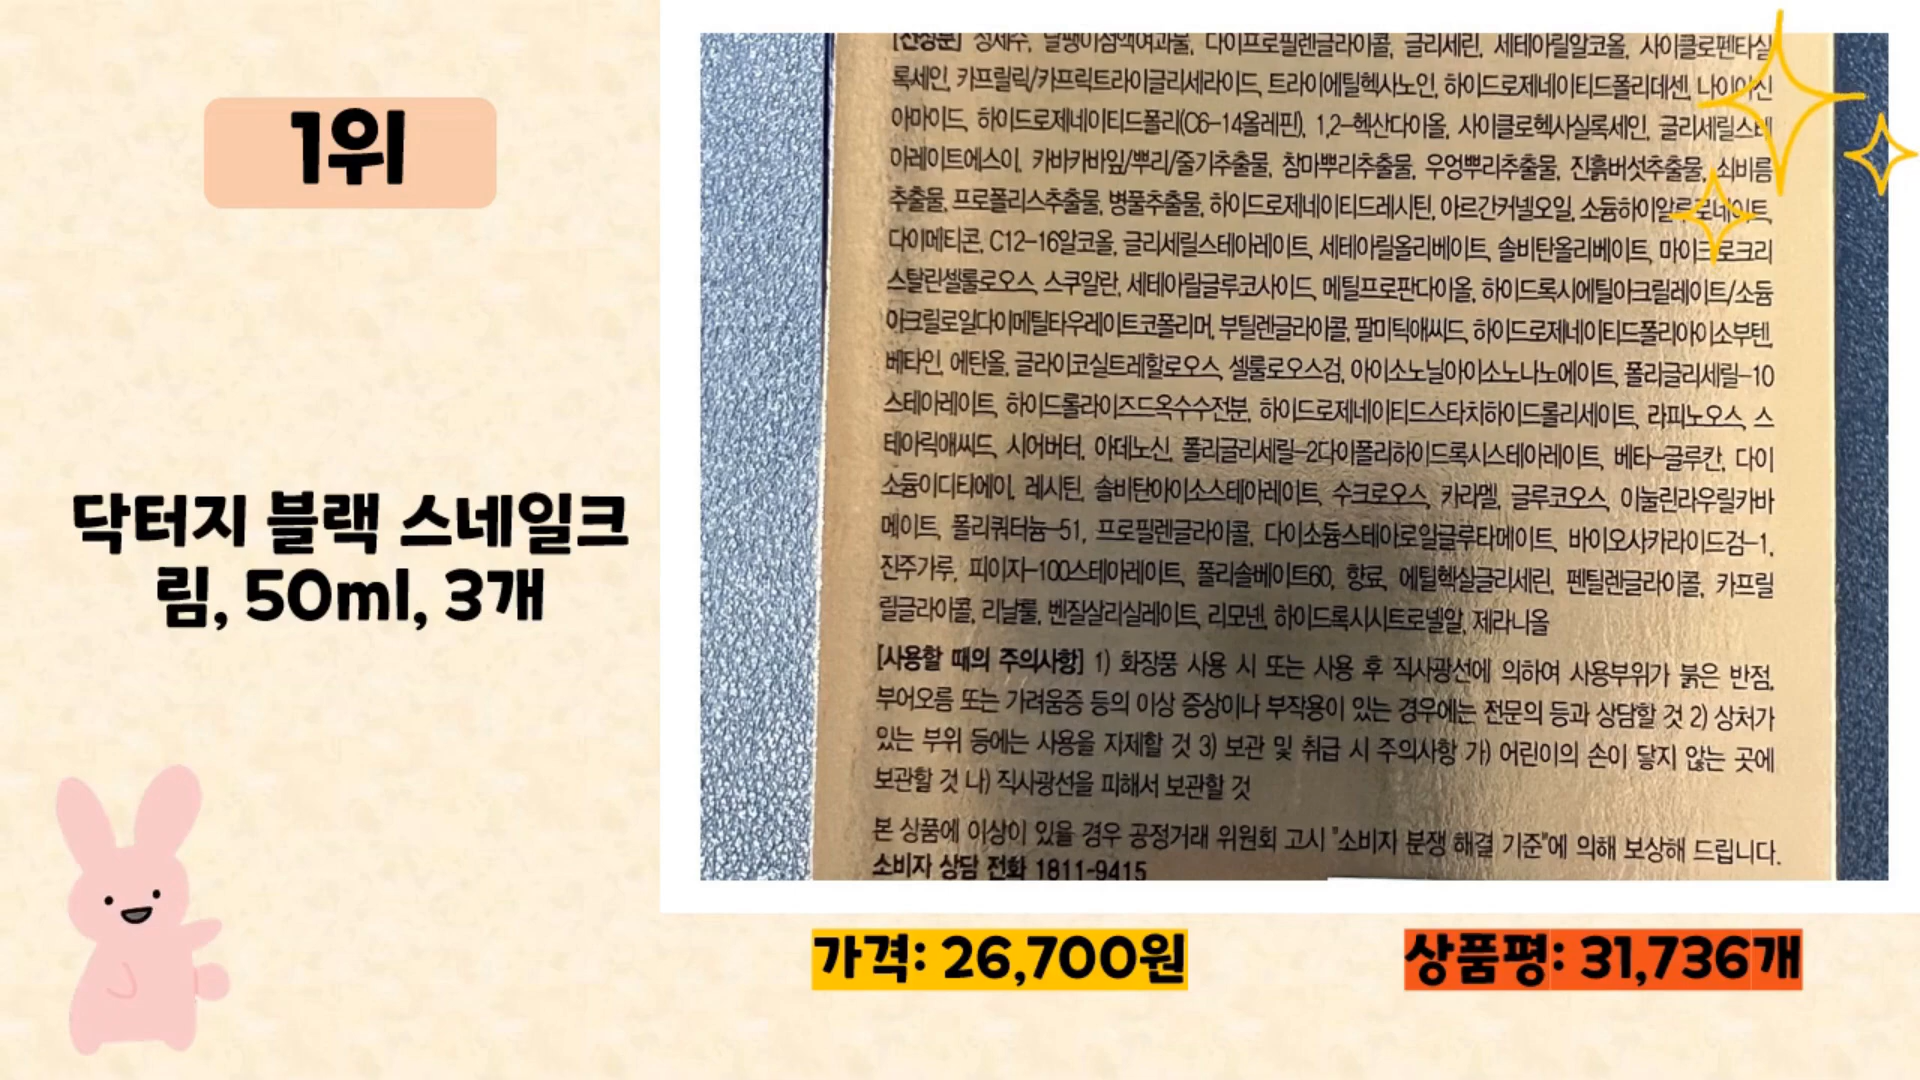 1위
닥터지 블랙 스네일크
림, 50ml, 3개
[전성분] 정제수, 달팽이점액여과물, 다이프로필렌글라이콜, 글리세린, 세테아릴알코올, 사이클로펜타실
록세인, 카프릴릭/카프릭트라이글리세라이드, 트라이에틸헥사노인, 하이드로제네이티드폴리데센, 나이아신
아마이드, 하이드로제네이티드폴리(C6-14올레핀), 1,2-헥산다이올, 사이클로헥사실록세인, 글리세릴스테
아레이트에스이, 카바카바잎/뿌리/줄기추출물, 참마뿌리추출물, 우엉뿌리추출물, 진흙버섯추출물, 쇠비름
추출물, 프로폴리스추출물, 병풀추출물, 하이드로제네이티드레시틴, 아르간커넬오일, 소듐하이알루로네이트,
다이메티콘, C12-16알코올, 글리세릴스테아레이트, 세테아릴올리베이트, 솔비탄올리베이트, 마이크로크리
스탈린셀룰로오스, 스쿠알란, 세테아릴글루코사이드, 메틸프로판다이올, 하이드록시에틸아크릴레이트/소듐
아크릴로일다이메틸타우레이트코폴리머, 부틸렌글라이콜, 팔미틱애씨드, 하이드로제네이티드폴리아이소부텐,
베타인, 에탄올, 글라이코실트레할로오스, 셀룰로오스검, 아이소노닐아이소노나노에이트, 폴리글리세릴-10
스테아레이트, 하이드롤라이즈드옥수수전분, 하이드로제네이티드스타치하이드롤리세이트, 라피노오스, 스
테아릭애씨드, 시어버터, 아데노신, 폴리글리세릴-2다이폴리하이드록시스테아레이트, 베타-글루칸, 다이
소듐이디티에이, 레시틴, 솔비탄아이소스테아레이트, 수크로오스, 카라멜, 글루코오스, 이눌린라우릴카바
메이트, 폴리쿼터늄-51, 프로필렌글라이콜, 다이소듐스테아로일글루타메이트, 바이오사카라이드검-1,
진주가루, 피이지-100스테아레이트, 폴리솔베이트60, 향료, 에틸헥실글리세린, 펜틸렌글라이콜, 카프릴
릴글라이콜, 리날룰, 벤질살리실레이트, 리모넨, 하이드록시시트로넬알, 제라니올
[사용할 때의 주의사항] 1) 화장품 사용 시 또는 사용 후 직사광선에 의하여 사용부위가 붉은 반점,
부어오름 또는 가려움증 등의 이상 증상이나 부작용이 있는 경우에는 전문의 등과 상담할 것 2) 상처가
있는 부위 등에는 사용을 자제할 것 3) 보관 및 취급 시 주의사항 가) 어린이의 손이 닿지 않는 곳에
보관할 것 나) 직사광선을 피해서 보관할 것
본 상품에 이상이 있을 경우 공정거래 위원회 고시 "소비자 분쟁 해결 기준"에 의해 보상해 드립니다.
소비자 상담 전화 1811-9415
가격: 26,700원
상품평: 31,736개